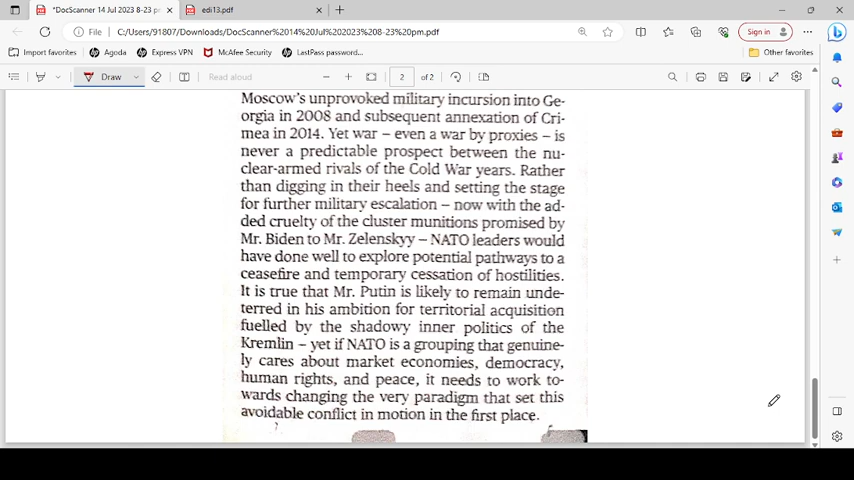 *DocScanner 14 Jul 2023 8-23 p
edi13.pdf
File
C:/Users/91807/Downloads/DocScanner%2014%20Jul%202023%208-23%20pm.pdf
Sign in
Import favorites
Agoda
Express VPN
McAfee Security
LastPass password...
Other favorites
Draw
Read aloud
2 of 2
Moscow's unprovoked military incursion into Ge-
orgia in 2008 and subsequent annexation of Cri-
mea in 2014. Yet war – even a war by proxies – is
never a predictable prospect between the nu-
clear-armed rivals of the Cold War years. Rather
than digging in their heels and setting the stage
for further military escalation – now with the ad-
ded cruelty of the cluster munitions promised by
Mr. Biden to Mr. Zelenskyy – NATO leaders would
have done well to explore potential pathways to a
ceasefire and temporary cessation of hostilities.
It is true that Mr. Putin is likely to remain unde-
terred in his ambition for territorial acquisition
fuelled by the shadowy inner politics of the
Kremlin – yet if NATO is a grouping that genuine-
ly cares about market economies, democracy,
human rights, and peace, it needs to work to-
wards changing the very paradigm that set this
avoidable conflict in motion in the first place.